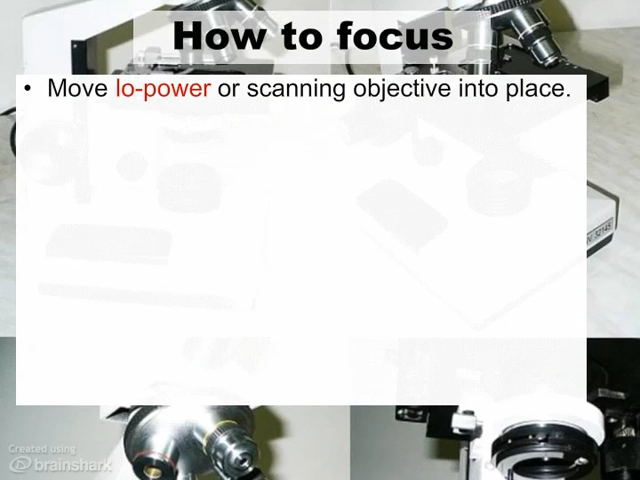 How to focus
• Move lo-power or scanning objective into place.
Created using
brainshark